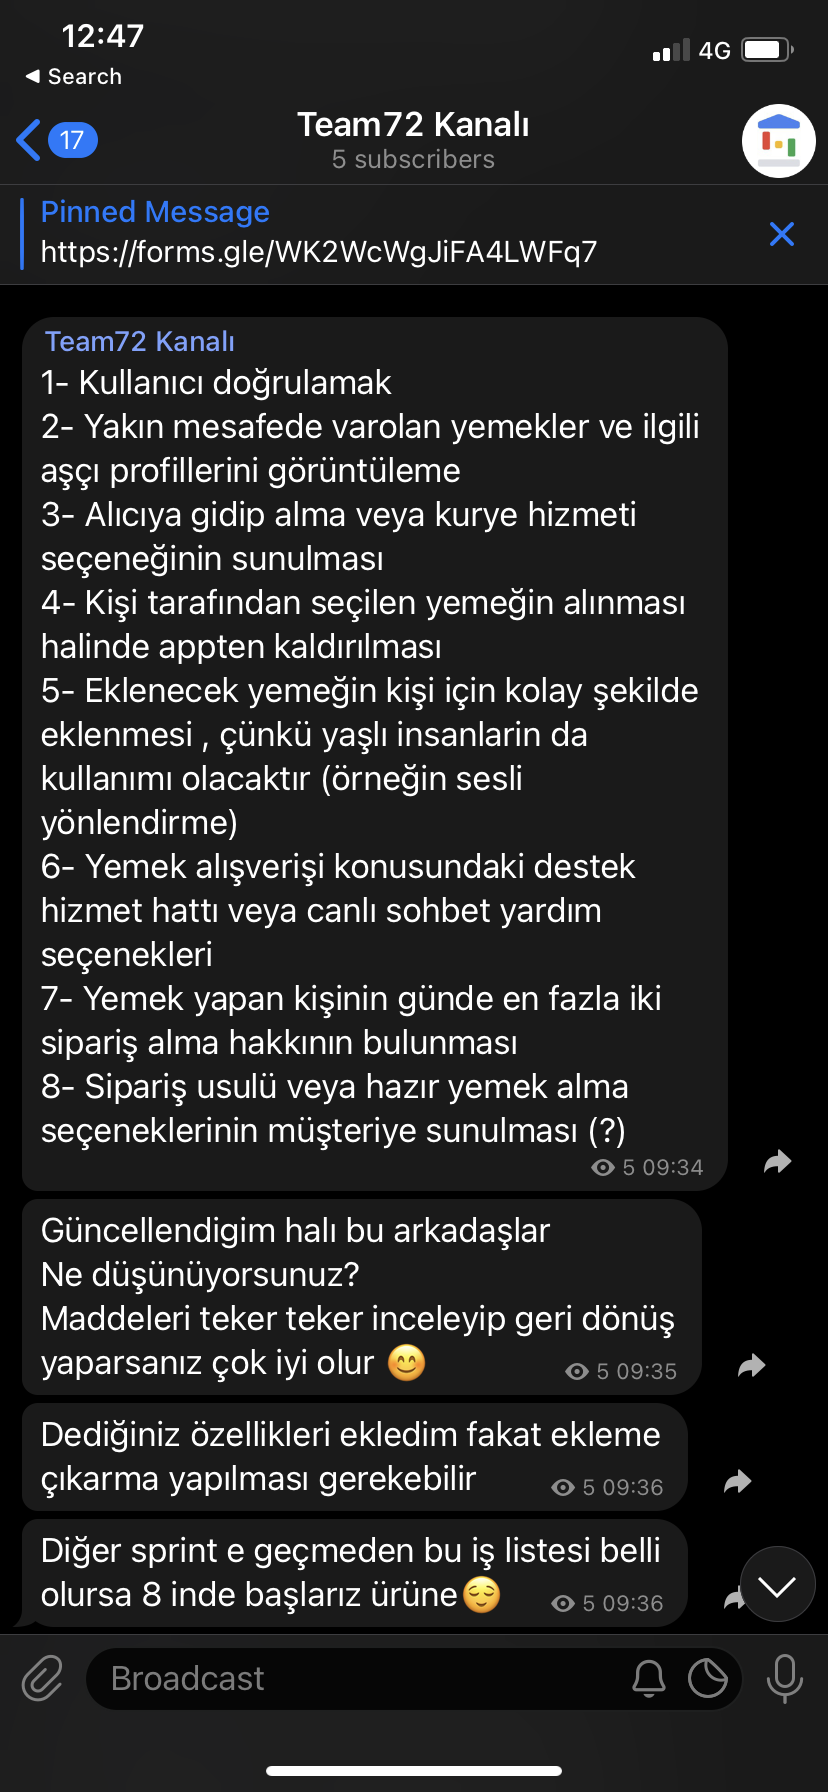 12:47
Search
4G
17
Team72 Kanalı
5 subscribers
Pinned Message
https://forms.gle/WK2WcWgJiFA4LWFq7
Team72 Kanalı
1- Kullanıcı doğrulamak
2- Yakın mesafede varolan yemekler ve ilgili
aşçı profillerini görüntüleme
3- Alıcıya gidip alma veya kurye hizmeti
seçeneğinin sunulması
4- Kişi tarafından seçilen yemeğin alınması
halinde appten kaldırılması
5- Eklenecek yemeğin kişi için kolay şekilde
eklenmesi , çünkü yaşlı insanlarin da
kullanımı olacaktır (örneğin sesli
yönlendirme)
6- Yemek alışverişi konusundaki destek
hizmet hattı veya canlı sohbet yardım
seçenekleri
7- Yemek yapan kişinin günde en fazla iki
sipariş alma hakkının bulunması
8- Sipariş usulü veya hazır yemek alma
seçeneklerinin müşteriye sunulması (?)
5 09:34
Güncellendigim halı bu arkadaşlar
Ne düşünüyorsunuz?
Maddeleri teker teker inceleyip geri dönüş
yaparsanız çok iyi olur 😊
5 09:35
Dediğiniz özellikleri ekledim fakat ekleme
çıkarma yapılması gerekebilir
5 09:36
Diğer sprint e geçmeden bu iş listesi belli
olursa 8 inde başlarız ürüne😌
5 09:36
Broadcast